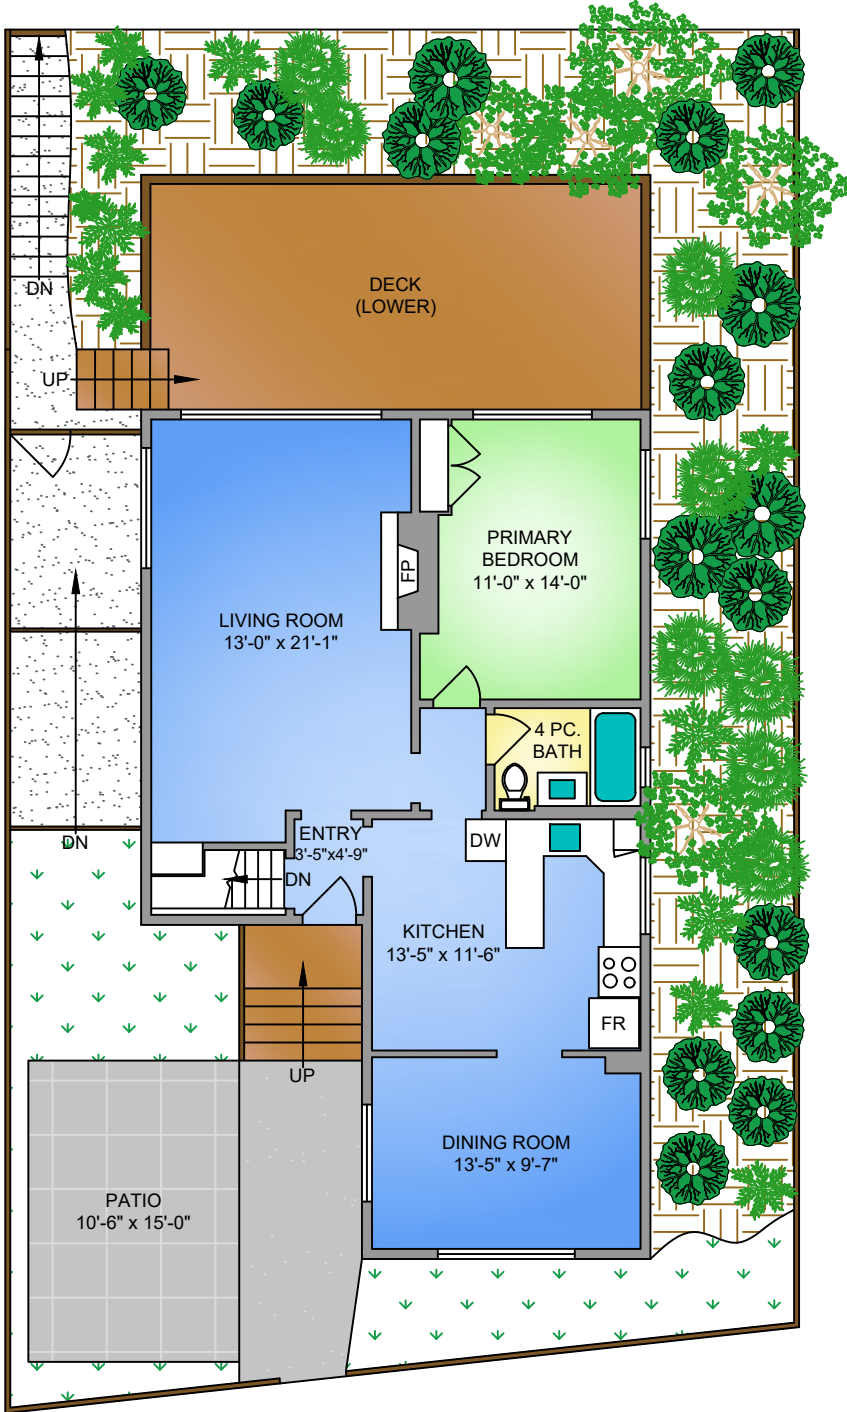 DECK
(LOWER)
DN
UP
PRIMARY
BEDROOM
11'-0" x 14'-0"
FP
LIVING ROOM
13'-0" x 21'-1"
4 PC.
BATH
ENTRY
3'-5"x4'-9"
DW
DN
DN
KITCHEN
13'-5" x 11'-6"
FR
UP
DINING ROOM
13'-5" x 9'-7"
PATIO
10'-6" x 15'-0"